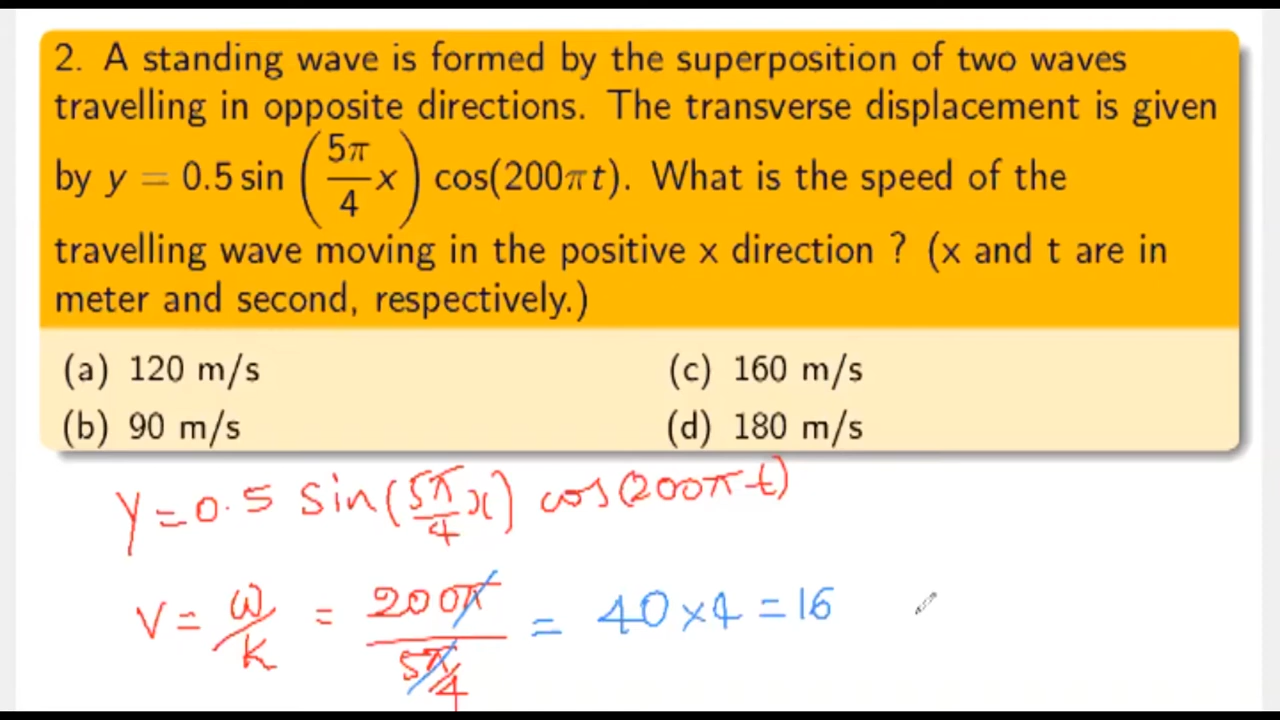 2. A standing wave is formed by the superposition of two waves
travelling in opposite directions. The transverse displacement is given
by y = 0.5 sin (5π/4 x) cos(200πt). What is the speed of the
travelling wave moving in the positive x direction ? (x and t are in
meter and second, respectively.)
(a) 120 m/s (c) 160 m/s
(b) 90 m/s (d) 180 m/s
y = 0.5 sin(5π/4 x) cos(200πt)
V = ω/k = 200π/(5π/4) = 40×4 = 16